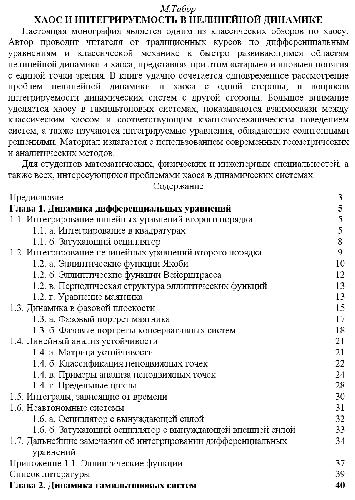 М.Табор
ХАОС И ИНТЕГРИРУЕМОСТЬ В НЕЛИНЕЙНОЙ ДИНАМИКЕ
Настоящая монография является одним из классических обзоров по хаосу.
Автор проводит читателя от традиционных курсов по дифференциальным
уравнениям и классической механике к быстро развивающимся областям
нелинейной динамики и хаоса, представляя при этом и старые и новые понятия
с единой точки зрения. В книге удачно сочетается одновременное рассмотрение
проблем нелинейной динамики и хаоса с одной стороны, и вопросов
интегрируемости динамических систем с другой стороны. Большое внимание
уделяется хаосу в гамильтоновых системах, показываются взаимосвязи между
классическим хаосом и соответствующим квантовомеханическим поведением
систем, а также изучаются интегрируемые уравнения, обладающие солитонными
решениями. Материал излагается с использованием современных геометрических
и аналитических методов.
Для студентов математических, физических и инженерных специальностей, а
также всех, интересующихся проблемами хаоса в динамических системах.
Содержание
Предисловие 3
Глава 1. Динамика дифференциальных уравнений 5
1.1. Интегрирование линейных уравнений второго порядка 5
1.1. а. Интегрирование в квадратурах 5
1.1. б. Затухающий осциллятор 8
1.2. Интегрирование нелинейных уравнений второго порядка 9
1.2. а. Эллиптические функции Якоби 10
1.2. б. Эллиптические функции Вейерштрасса 12
1.2. в. Периодическая структура эллиптических функций 13
1.2. г. Уравнение маятника 13
1.3. Динамика в фазовой плоскости 15
1.3. а. Фазовый портрет маятника 17
1.3. б. Фазовые портреты консервативных систем 18
1.4. Линейный анализ устойчивости 21
1.4. а. Матрица устойчивости 21
1.4. б. Классификация неподвижных точек 22
1.4. в. Примеры анализа неподвижных точек 24
1.4. г. Предельные циклы 28
1.5. Интегралы, зависящие от времени 30
1.6. Неавтономные системы 31
1.6. а. Осциллятор с вынуждающей силой 32
1.6. б. Затухающий осциллятор с вынуждающей внешней силой 33
1.7. Дальнейшие замечания об интегрировании дифференциальных 34
уравнений
Приложение 1.1. Эллиптические функции 37
Список литературы 39
Глава 2. Динамика гамильтоновых систем 40